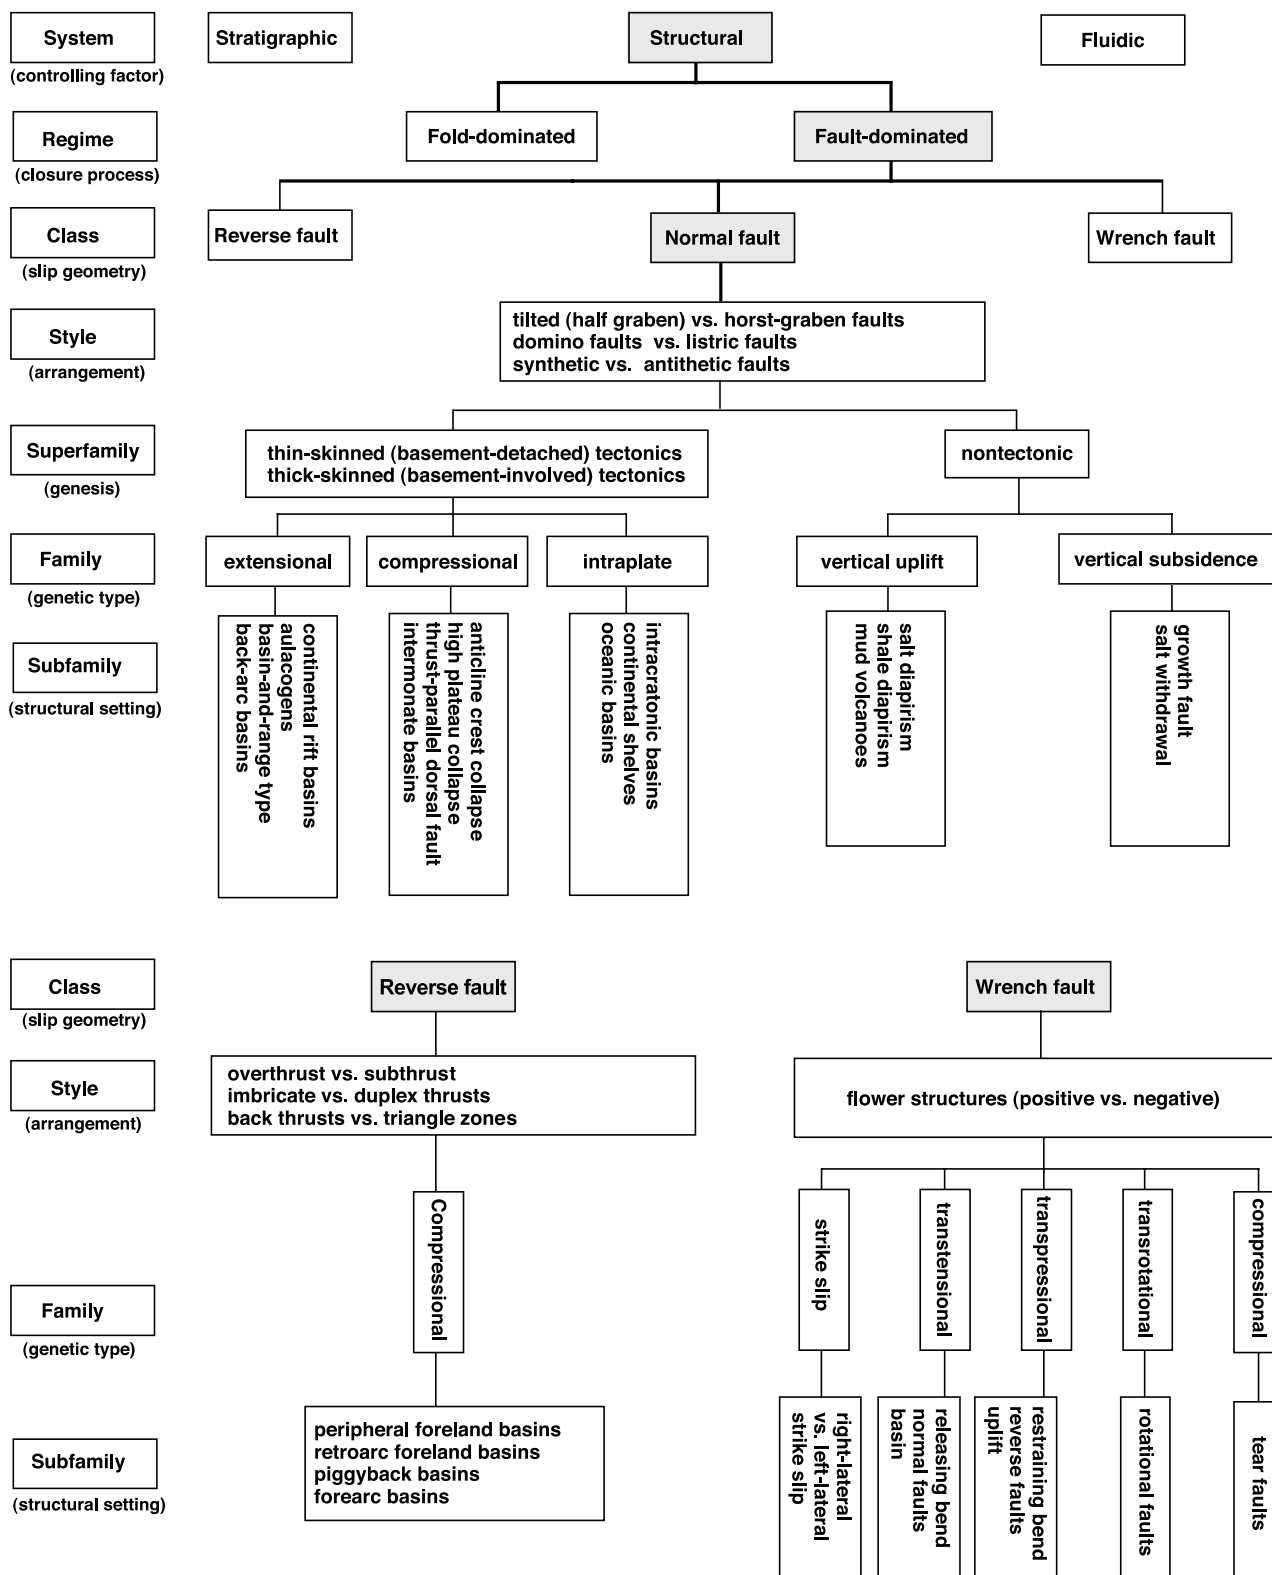 System
(controlling factor)
Stratigraphic
Structural
Fluidic
Regime
(closure process)
Fold-dominated
Fault-dominated
Class
(slip geometry)
Reverse fault
Normal fault
Wrench fault
Style
(arrangement)
tilted (half graben) vs. horst-graben faults
domino faults vs. listric faults
synthetic vs. antithetic faults
Superfamily
(genesis)
thin-skinned (basement-detached) tectonics
thick-skinned (basement-involved) tectonics
nontectonic
Family
(genetic type)
extensional
compressional
intraplate
vertical uplift
vertical subsidence
Subfamily
(structural setting)
continental rift basins
aulacogens
basin-and-range type
back-arc basins
anticline crest collapse
high plateau collapse
thrust-parallel dorsal fault
intermonate basins
intracratonic basins
continental shelves
oceanic basins
salt diapirism
shale diapirism
mud volcanoes
growth fault
salt withdrawal
Class
(slip geometry)
Reverse fault
Wrench fault
Style
(arrangement)
overthrust vs. subthrust
imbricate vs. duplex thrusts
back thrusts vs. triangle zones
flower structures (positive vs. negative)
Family
(genetic type)
Compressional
strike slip
transtensional
transpressional
transrotational
compressional
Subfamily
(structural setting)
peripheral foreland basins
retroarc foreland basins
piggyback basins
forearc basins
right-lateral
vs. left-lateral
strike slip
releasing bend
normal faults
basin
restraining bend
reverse faults
uplift
rotational faults
tear faults